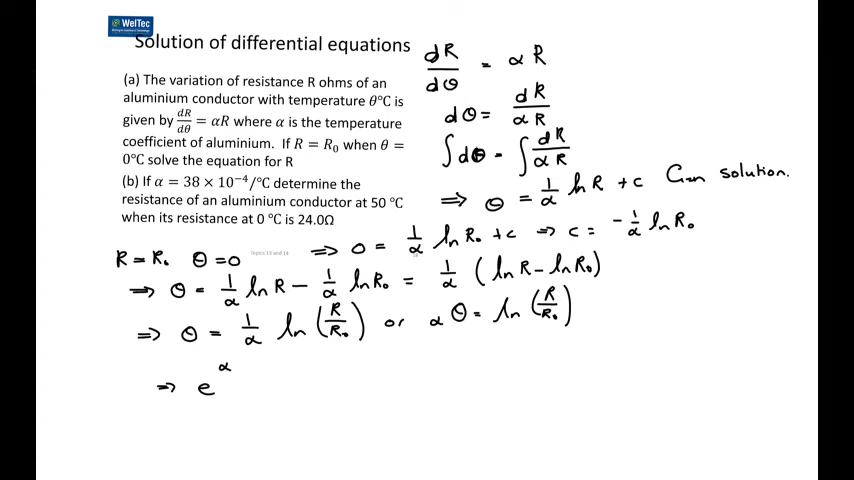 WelTec
Solution of differential equations
(a) The variation of resistance R ohms of an
aluminium conductor with temperature θ°C is
given by dR/dθ = αR where α is the temperature
coefficient of aluminium. If R = R₀ when θ =
0°C solve the equation for R
(b) If α = 38 × 10⁻⁴/°C determine the
resistance of an aluminium conductor at 50 °C
when its resistance at 0 °C is 24.0Ω
dR/dθ = α R
dθ = dR/αR
∫dθ = ∫ dR/αR
⇒ θ = 1/α ln R + c Gen solution.
R = R₀ θ = 0 Topics 13 and 14 ⇒ 0 = 1/α ln R₀ + c ⇒ c = -1/α ln R₀
⇒ θ = 1/α ln R − 1/α ln R₀ = 1/α (ln R − ln R₀)
⇒ θ = 1/α ln (R/R₀) or αθ = ln (R/R₀)
⇒ e^α